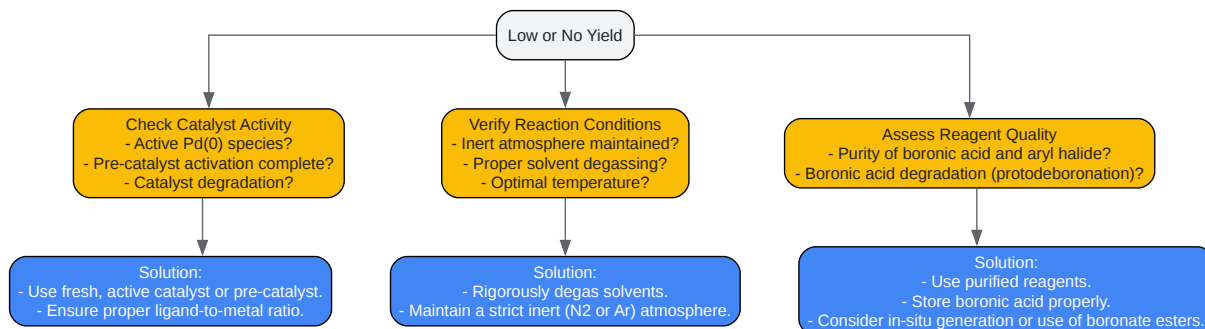 Low or No Yield
Check Catalyst Activity
- Active Pd(0) species?
- Pre-catalyst activation complete?
- Catalyst degradation?
Verify Reaction Conditions
- Inert atmosphere maintained?
- Proper solvent degassing?
- Optimal temperature?
Assess Reagent Quality
- Purity of boronic acid and aryl halide?
- Boronic acid degradation (protodeboronation)?
Solution:
- Use fresh, active catalyst or pre-catalyst.
- Ensure proper ligand-to-metal ratio.
Solution:
- Rigorously degas solvents.
- Maintain a strict inert (N2 or Ar) atmosphere.
Solution:
- Use purified reagents.
- Store boronic acid properly.
- Consider in-situ generation or use of boronate esters.